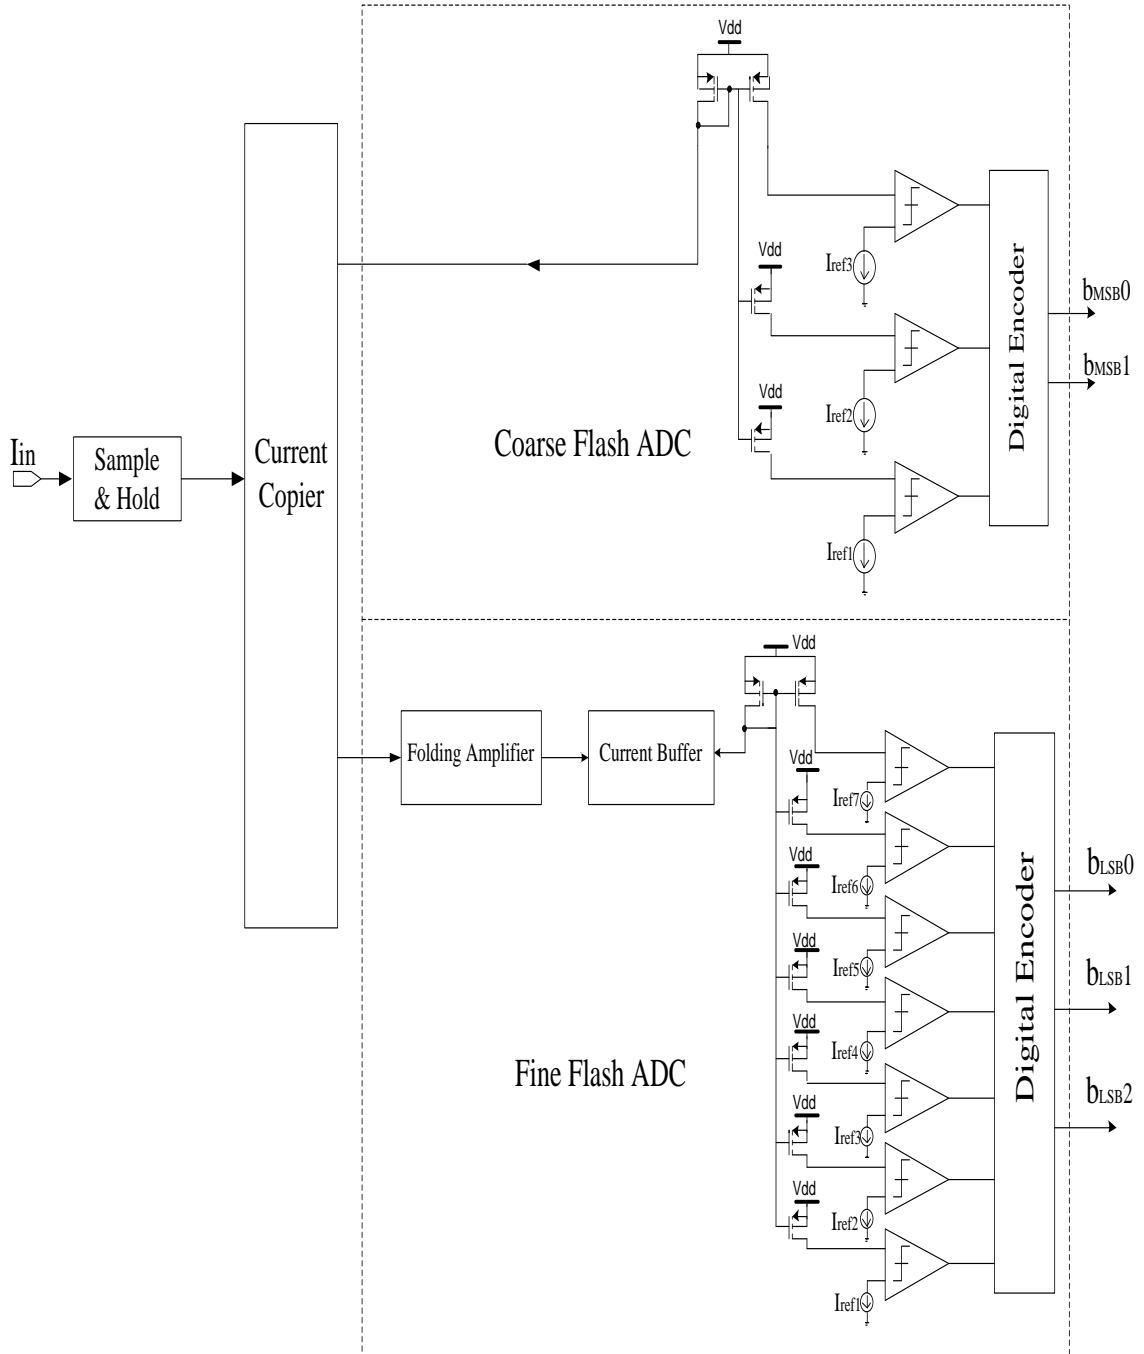 Vdd
Vdd
Iref3
Vdd
Iref2
Iref1
Digital Encoder
bMSB0
bMSB1
Coarse Flash ADC
Iin
Sample
& Hold
Current
Copier
Vdd
Folding Amplifier
Current Buffer
Vdd
Iref7
Vdd
Iref6
Vdd
Iref5
Vdd
Iref4
Vdd
Iref3
Vdd
Iref2
Iref1
Digital Encoder
bLSB0
bLSB1
bLSB2
Fine Flash ADC